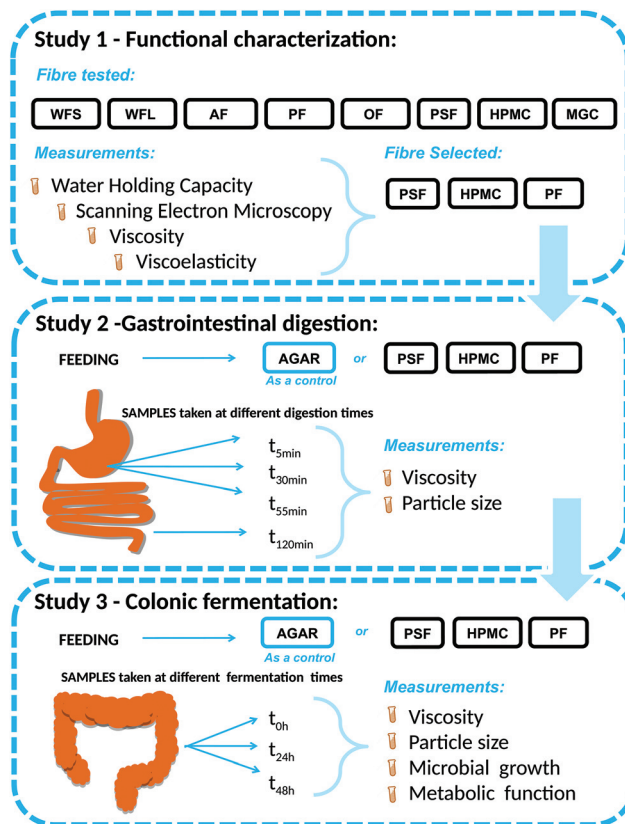 Study 1 - Functional characterization:
Fibre tested:
WFS WFL AF PF OF PSF HPMC MGC
Measurements:
Water Holding Capacity
Scanning Electron Microscopy
Viscosity
Viscoelasticity
Fibre Selected:
PSF HPMC PF
Study 2 -Gastrointestinal digestion:
FEEDING AGAR or PSF HPMC PF
As a control
SAMPLES taken at different digestion times
t5min
t30min
t55min
t120min
Measurements:
Viscosity
Particle size
Study 3 - Colonic fermentation:
FEEDING AGAR or PSF HPMC PF
As a control
SAMPLES taken at different fermentation times
t0h
t24h
t48h
Measurements:
Viscosity
Particle size
Microbial growth
Metabolic function